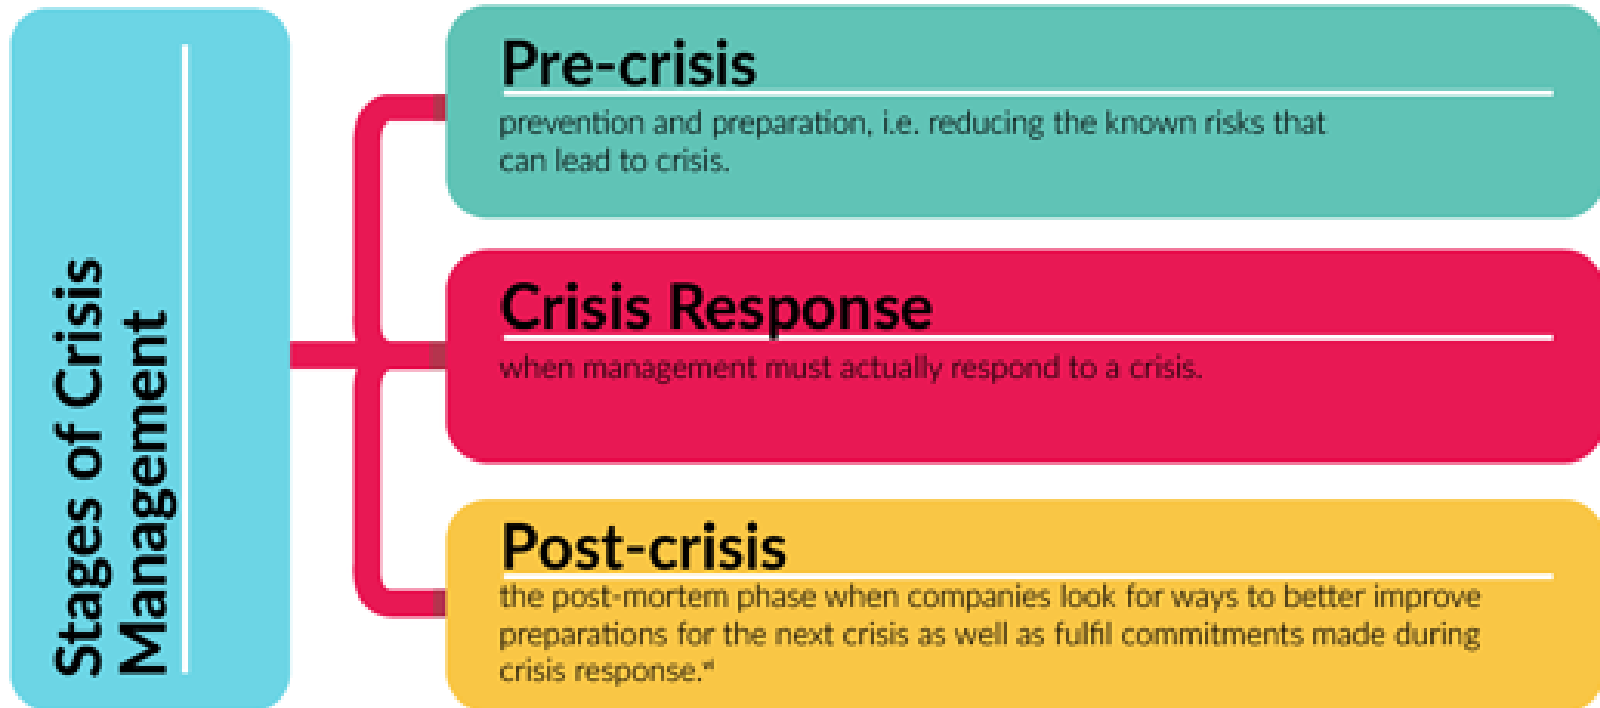 Stages of Crisis
Management
Pre-crisis
prevention and preparation, i.e. reducing the known risks that
can lead to crisis.
Crisis Response
when management must actually respond to a crisis.
Post-crisis
the post-mortem phase when companies look for ways to better improve
preparations for the next crisis as well as fulfil commitments made during
crisis response.